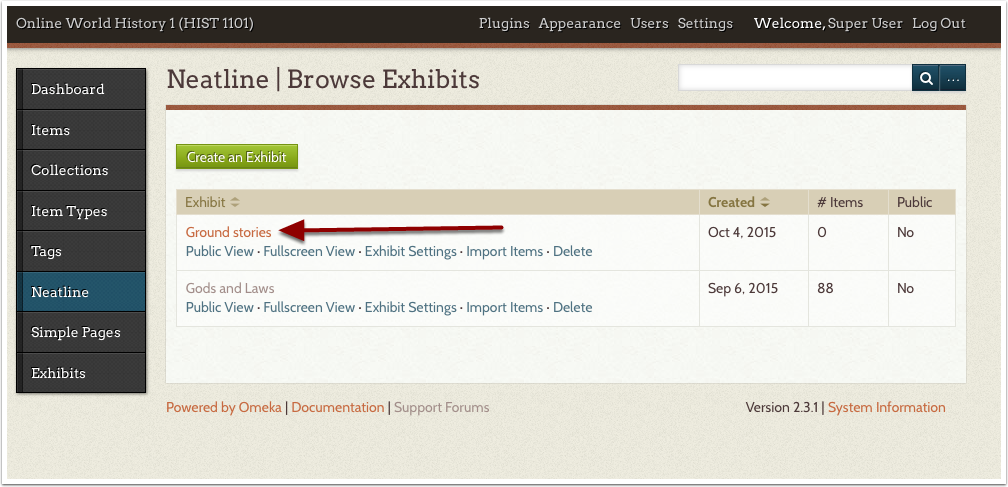 Online World History 1 (HIST 1101) Plugins Appearance Users Settings Welcome, Super User Log Out
Neatline | Browse Exhibits ...
Dashboard
Items
Collections
Item Types
Tags
Neatline
Simple Pages
Exhibits
Create an Exhibit
Exhibit Created # Items Public
Ground stories Oct 4, 2015 0 No
Public View · Fullscreen View · Exhibit Settings · Import Items · Delete
Gods and Laws Sep 6, 2015 88 No
Public View · Fullscreen View · Exhibit Settings · Import Items · Delete
Powered by Omeka | Documentation | Support Forums Version 2.3.1 | System Information